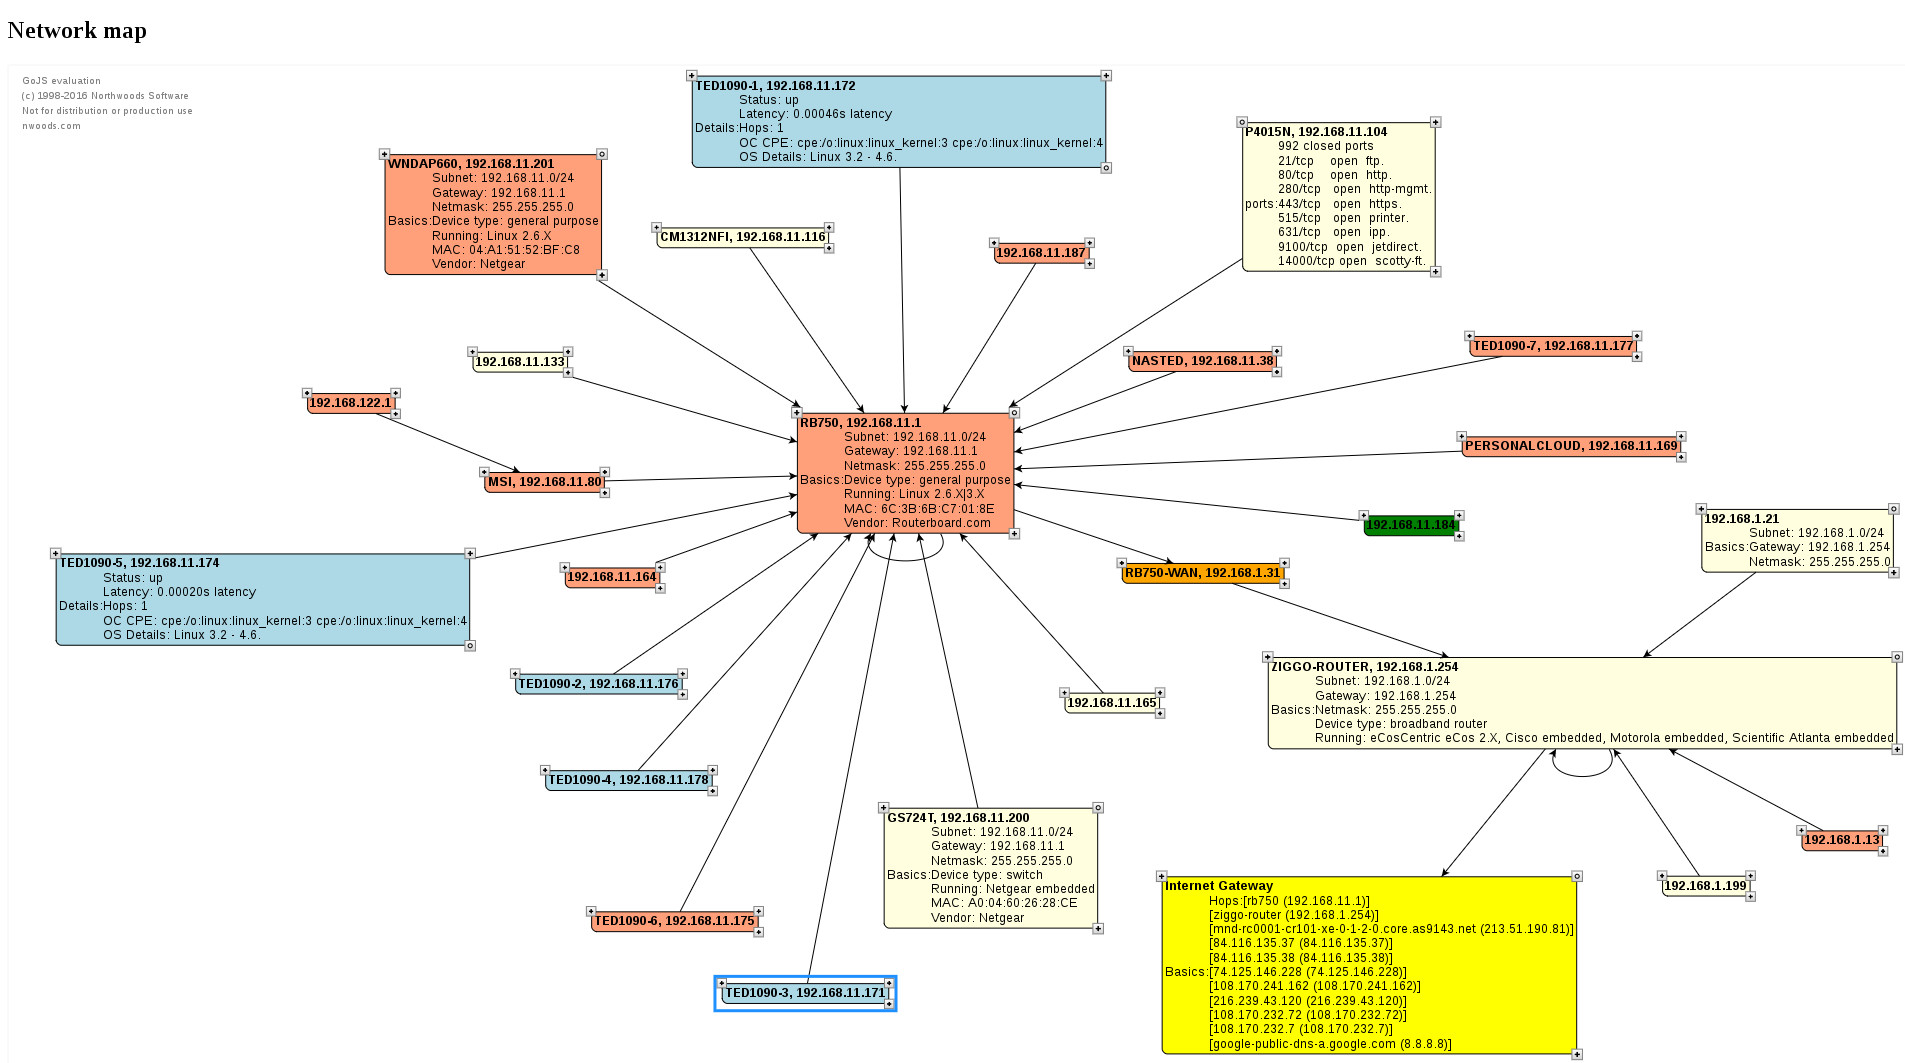 Network map
GoJS evaluation
(c) 1998-2016 Northwoods Software
Not for distribution or production use
nwoods.com
TED1090-1, 192.168.11.172
Status: up
Latency: 0.00046s latency
Details:Hops: 1
OC CPE: cpe:/o:linux:linux_kernel:3 cpe:/o:linux:linux_kernel:4
OS Details: Linux 3.2 - 4.6.
P4015N, 192.168.11.104
992 closed ports
21/tcp open ftp.
80/tcp open http.
280/tcp open http-mgmt.
ports:443/tcp open https.
515/tcp open printer.
631/tcp open ipp.
9100/tcp open jetdirect.
14000/tcp open scotty-ft.
WNDAP660, 192.168.11.201
Subnet: 192.168.11.0/24
Gateway: 192.168.11.1
Netmask: 255.255.255.0
Basics:Device type: general purpose
Running: Linux 2.6.X
MAC: 04:A1:51:52:BF:C8
Vendor: Netgear
CM1312NFI, 192.168.11.116
192.168.11.187
192.168.11.133
NASTED, 192.168.11.38
TED1090-7, 192.168.11.177
192.168.122.1
RB750, 192.168.11.1
Subnet: 192.168.11.0/24
Gateway: 192.168.11.1
Netmask: 255.255.255.0
Basics:Device type: general purpose
Running: Linux 2.6.X|3.X
MAC: 6C:3B:6B:C7:01:8E
Vendor: Routerboard.com
PERSONALCLOUD, 192.168.11.169
MSI, 192.168.11.80
192.168.11.184
192.168.1.21
Subnet: 192.168.1.0/24
Basics:Gateway: 192.168.1.254
Netmask: 255.255.255.0
TED1090-5, 192.168.11.174
Status: up
Latency: 0.00020s latency
Details:Hops: 1
OC CPE: cpe:/o:linux:linux_kernel:3 cpe:/o:linux:linux_kernel:4
OS Details: Linux 3.2 - 4.6.
192.168.11.164
RB750-WAN, 192.168.1.31
TED1090-2, 192.168.11.176
192.168.11.165
ZIGGO-ROUTER, 192.168.1.254
Subnet: 192.168.1.0/24
Gateway: 192.168.1.254
Basics:Netmask: 255.255.255.0
Device type: broadband router
Running: eCosCentric eCos 2.X, Cisco embedded, Motorola embedded, Scientific Atlanta embedded
TED1090-4, 192.168.11.178
GS724T, 192.168.11.200
Subnet: 192.168.11.0/24
Gateway: 192.168.11.1
Netmask: 255.255.255.0
Basics:Device type: switch
Running: Netgear embedded
MAC: A0:04:60:26:28:CE
Vendor: Netgear
192.168.1.13
192.168.1.199
TED1090-6, 192.168.11.175
Internet Gateway
Hops:[rb750 (192.168.11.1)]
[ziggo-router (192.168.1.254)]
[mnd-rc0001-cr101-xe-0-1-2-0.core.as9143.net (213.51.190.81)]
[84.116.135.37 (84.116.135.37)]
[84.116.135.38 (84.116.135.38)]
Basics:[74.125.146.228 (74.125.146.228)]
[108.170.241.162 (108.170.241.162)]
[216.239.43.120 (216.239.43.120)]
[108.170.232.72 (108.170.232.72)]
[108.170.232.7 (108.170.232.7)]
[google-public-dns-a.google.com (8.8.8.8)]
TED1090-3, 192.168.11.171